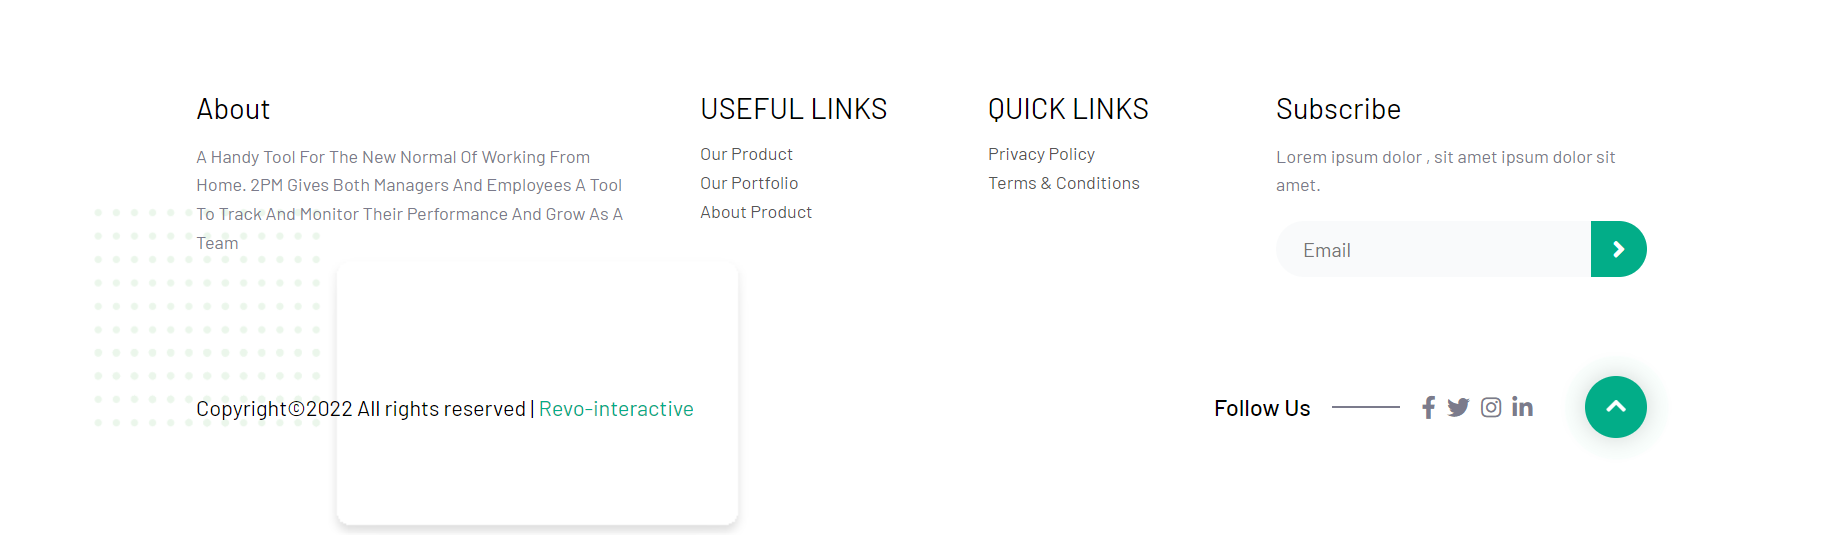 About
A Handy Tool For The New Normal Of Working From
Home. 2PM Gives Both Managers And Employees A Tool
To Track And Monitor Their Performance And Grow As A
Team
USEFUL LINKS
Our Product
Our Portfolio
About Product
QUICK LINKS
Privacy Policy
Terms & Conditions
Subscribe
Lorem ipsum dolor , sit amet ipsum dolor sit
amet.
Email
Copyright©2022 All rights reserved | Revo-interactive
Follow Us